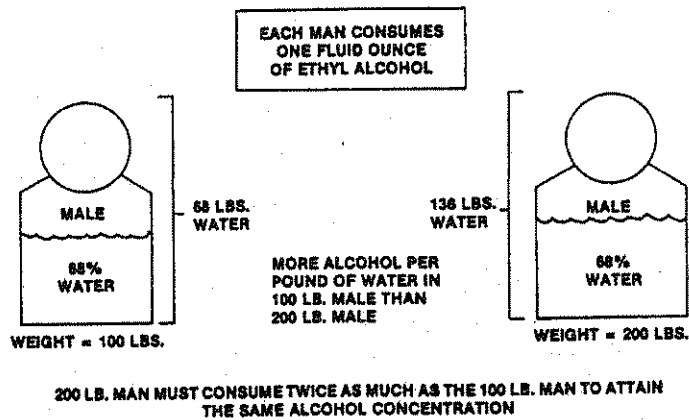 EACH MAN CONSUMES
ONE FLUID OUNCE
OF ETHYL ALCOHOL
MALE
68 LBS.
WATER
68%
WATER
WEIGHT = 100 LBS.
MORE ALCOHOL PER
POUND OF WATER IN
100 LB. MALE THAN
200 LB. MALE
136 LBS.
WATER
MALE
68%
WATER
WEIGHT = 200 LBS.
200 LB. MAN MUST CONSUME TWICE AS MUCH AS THE 100 LB. MAN TO ATTAIN
THE SAME ALCOHOL CONCENTRATION